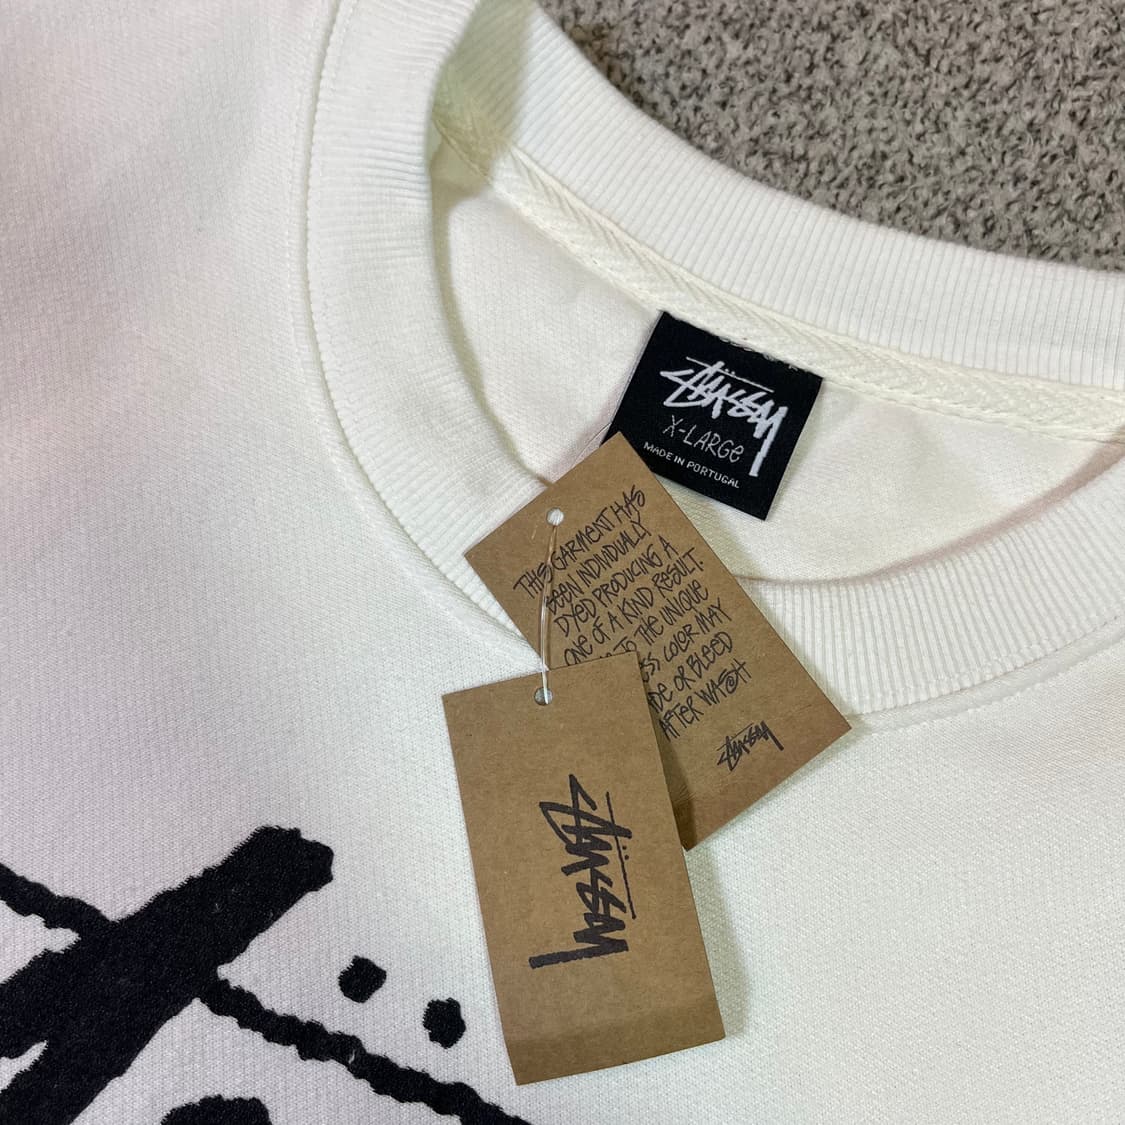 STÜSSY
X-LARGE
MADE IN PORTUGAL
THIS GARMENT HAS
BEEN INDIVIDUALLY
DYED PRODUCING A
ONE OF A KIND RESULT.
TO THE UNIQUE
COLOR MAY
OR BLEED
AFTER WASH
STÜSSY
STÜSSY